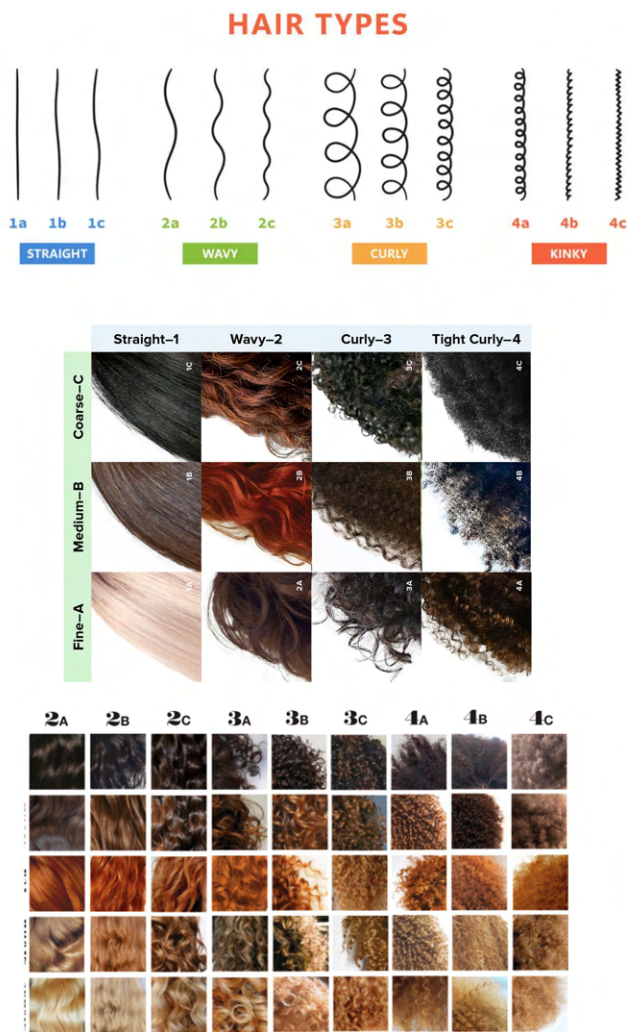 HAIR TYPES
1a 1b 1c 2a 2b 2c 3a 3b 3c 4a 4b 4c
STRAIGHT WAVY CURLY KINKY
Straight–1 Wavy–2 Curly–3 Tight Curly–4
Coarse–C
1C 2C 3C 4C
Medium–B
1B 2B 3B 4B
Fine–A
1A 2A 3A 4A
2A 2B 2C 3A 3B 3C 4A 4B 4C